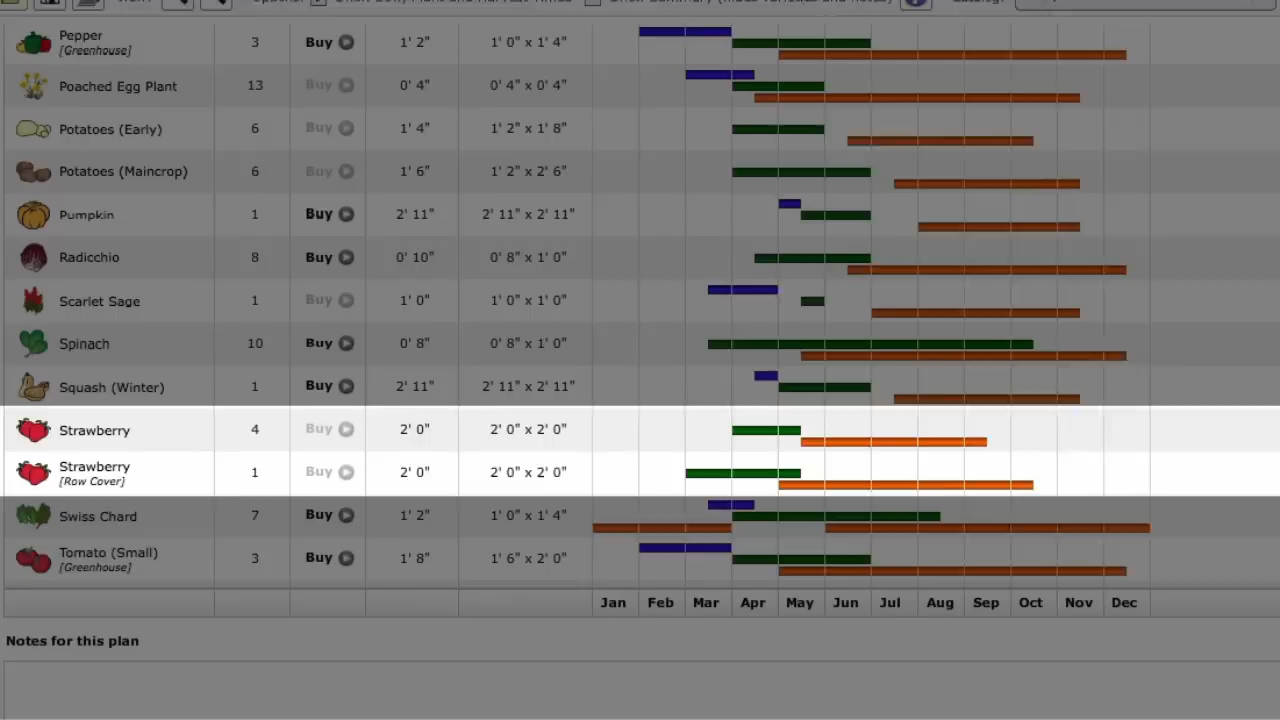 Pepper 3 Buy 1' 2" 1' 0" x 1' 4"
[Greenhouse]
Poached Egg Plant 13 Buy 0' 4" 0' 4" x 0' 4"
Potatoes (Early) 6 Buy 1' 4" 1' 2" x 1' 8"
Potatoes (Maincrop) 6 Buy 1' 6" 1' 2" x 2' 6"
Pumpkin 1 Buy 2' 11" 2' 11" x 2' 11"
Radicchio 8 Buy 0' 10" 0' 8" x 1' 0"
Scarlet Sage 1 Buy 1' 0" 1' 0" x 1' 0"
Spinach 10 Buy 0' 8" 0' 8" x 1' 0"
Squash (Winter) 1 Buy 2' 11" 2' 11" x 2' 11"
Strawberry 4 Buy 2' 0" 2' 0" x 2' 0"
Strawberry 1 Buy 2' 0" 2' 0" x 2' 0"
[Row Cover]
Swiss Chard 7 Buy 1' 2" 1' 0" x 1' 4"
Tomato (Small) 3 Buy 1' 8" 1' 6" x 2' 0"
[Greenhouse]
Jan Feb Mar Apr May Jun Jul Aug Sep Oct Nov Dec
Notes for this plan